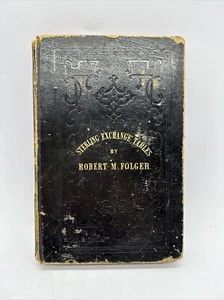 STERLING EXCHANGE TABLES
BY
ROBERT M. FOLGER.